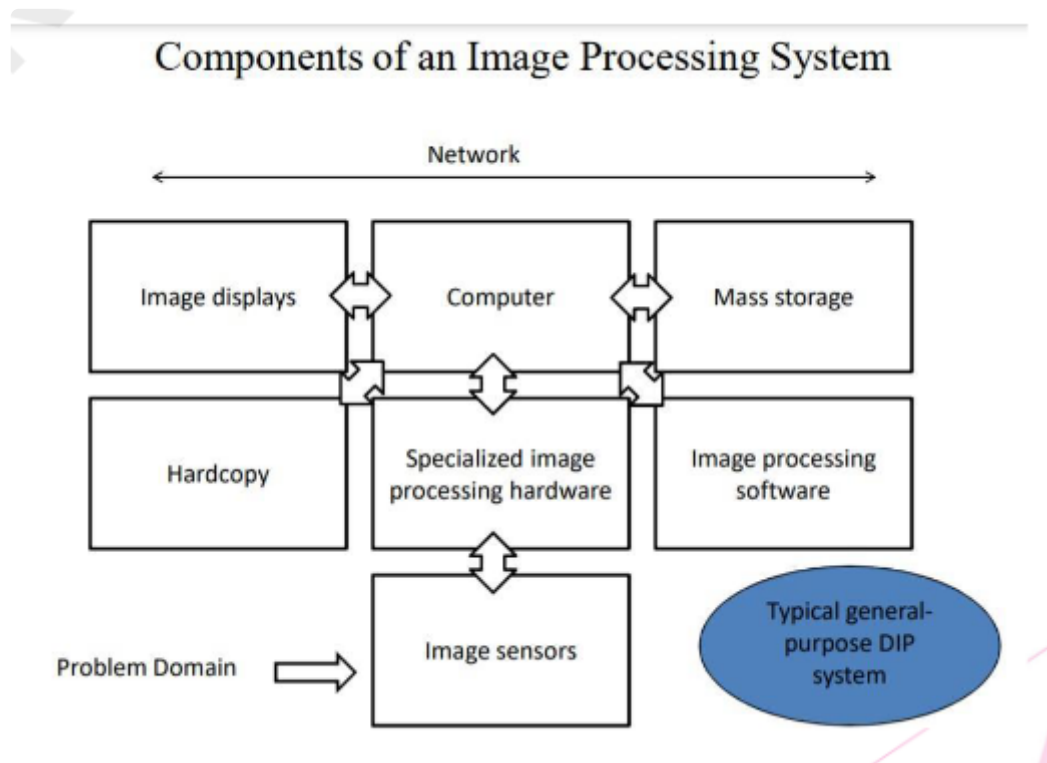 Components of an Image Processing System
Network
Image displays
Computer
Mass storage
Hardcopy
Specialized image
processing hardware
Image processing
software
Image sensors
Problem Domain
Typical general-
purpose DIP
system